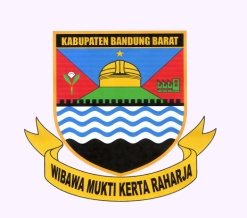 KABUPATEN BANDUNG BARAT
WIBAWA MUKTI KERTA RAHARJA